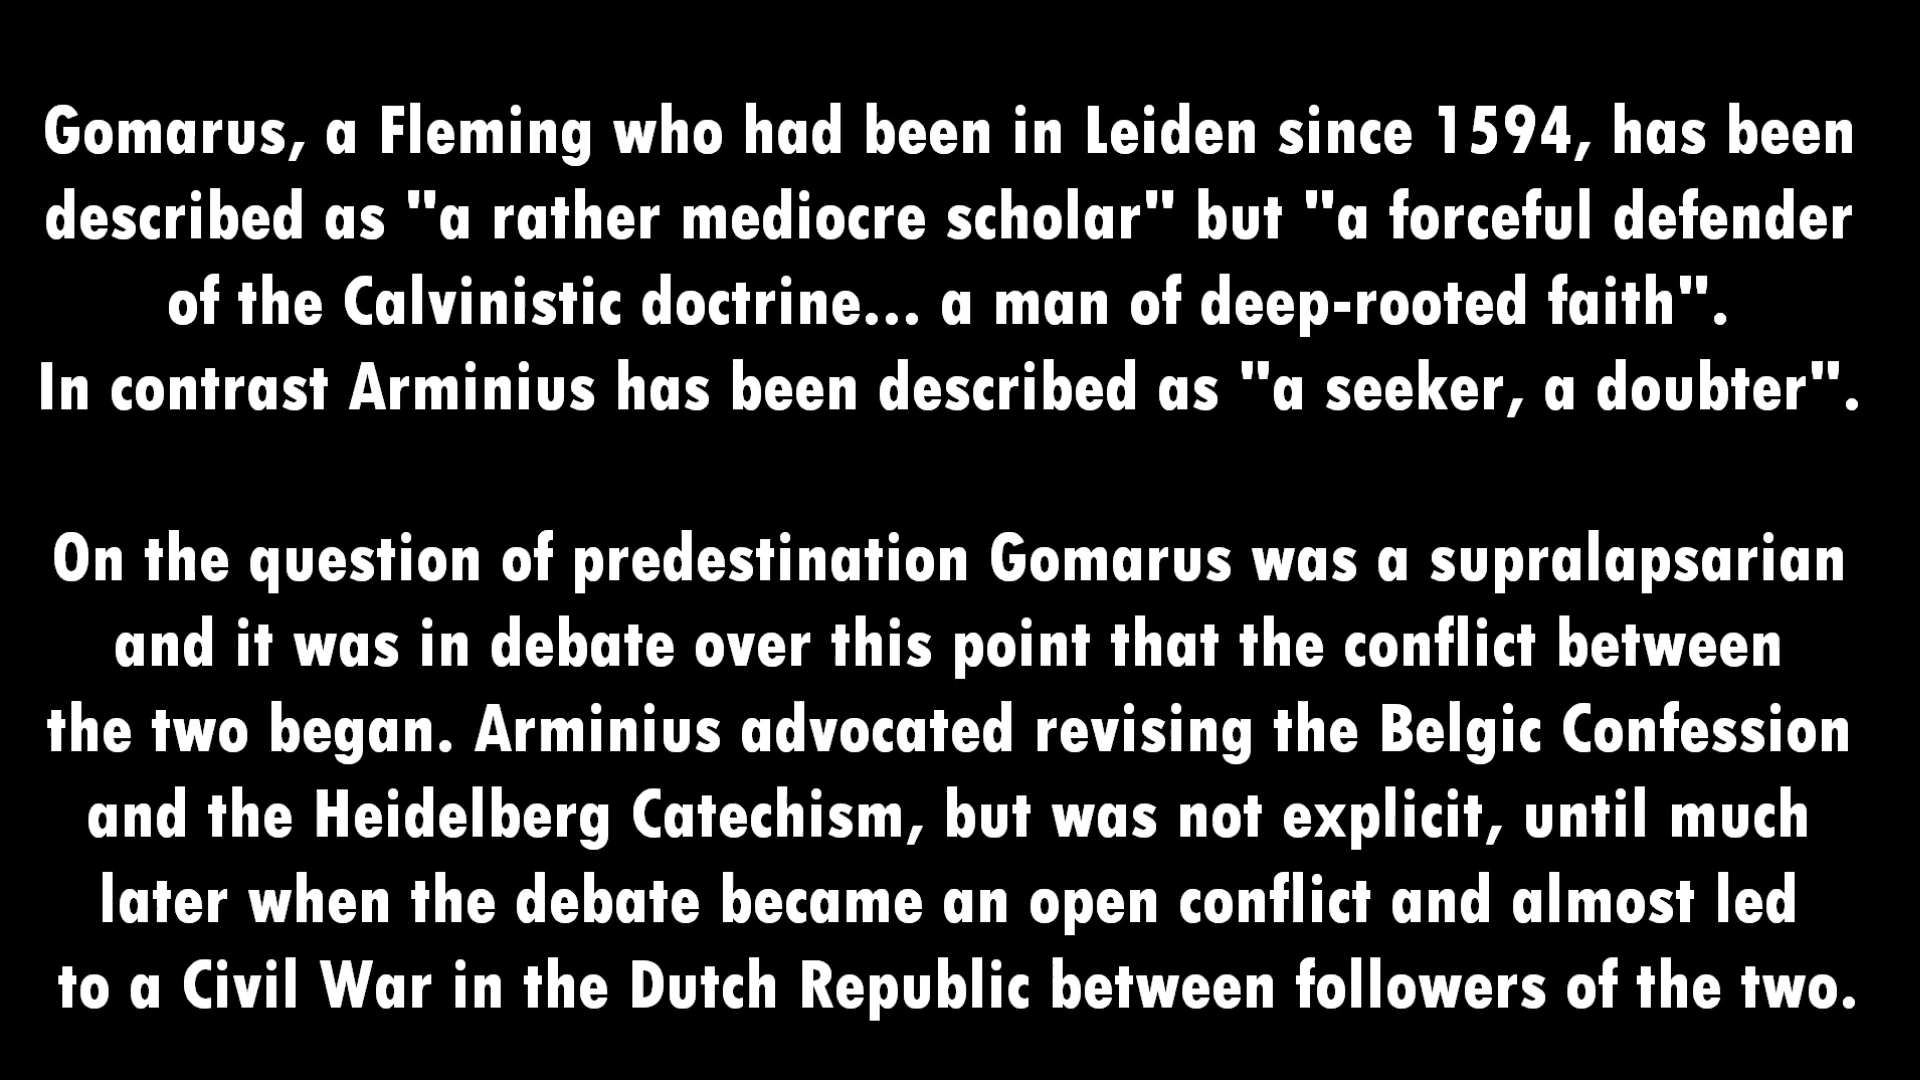 Gomarus, a Fleming who had been in Leiden since 1594, has been
described as "a rather mediocre scholar" but "a forceful defender
of the Calvinistic doctrine... a man of deep-rooted faith".
In contrast Arminius has been described as "a seeker, a doubter".
On the question of predestination Gomarus was a supralapsarian
and it was in debate over this point that the conflict between
the two began. Arminius advocated revising the Belgic Confession
and the Heidelberg Catechism, but was not explicit, until much
later when the debate became an open conflict and almost led
to a Civil War in the Dutch Republic between followers of the two.